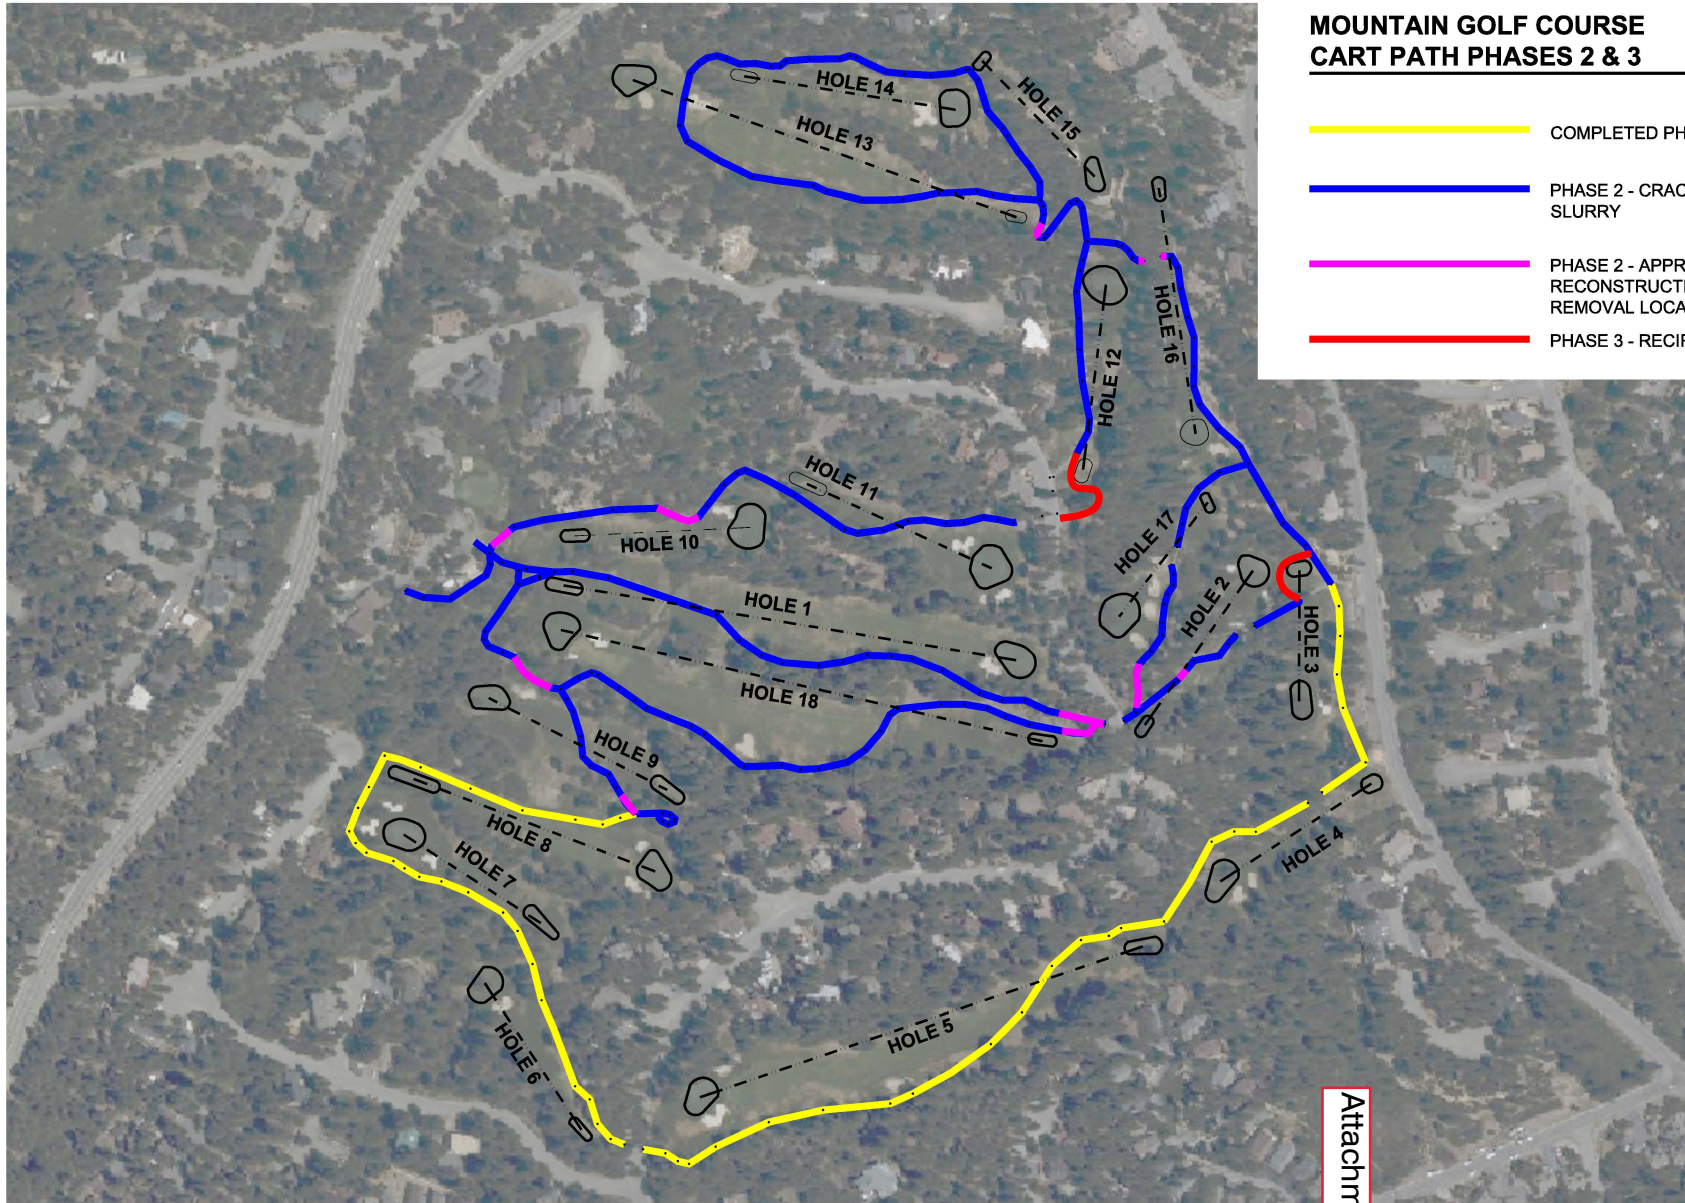 MOUNTAIN GOLF COURSE
CART PATH PHASES 2 & 3
COMPLETED PH
PHASE 2 - CRAC
SLURRY
PHASE 2 - APPR
RECONSTRUCTI
REMOVAL LOCA
PHASE 3 - RECI
HOLE 14
HOLE 15
HOLE 13
HOLE 16
HOLE 12
HOLE 11
HOLE 10
HOLE 17
HOLE 1
HOLE 2
HOLE 3
HOLE 18
HOLE 9
HOLE 8
HOLE 7
HOLE 4
HOLE 5
HOLE 6
Attachm